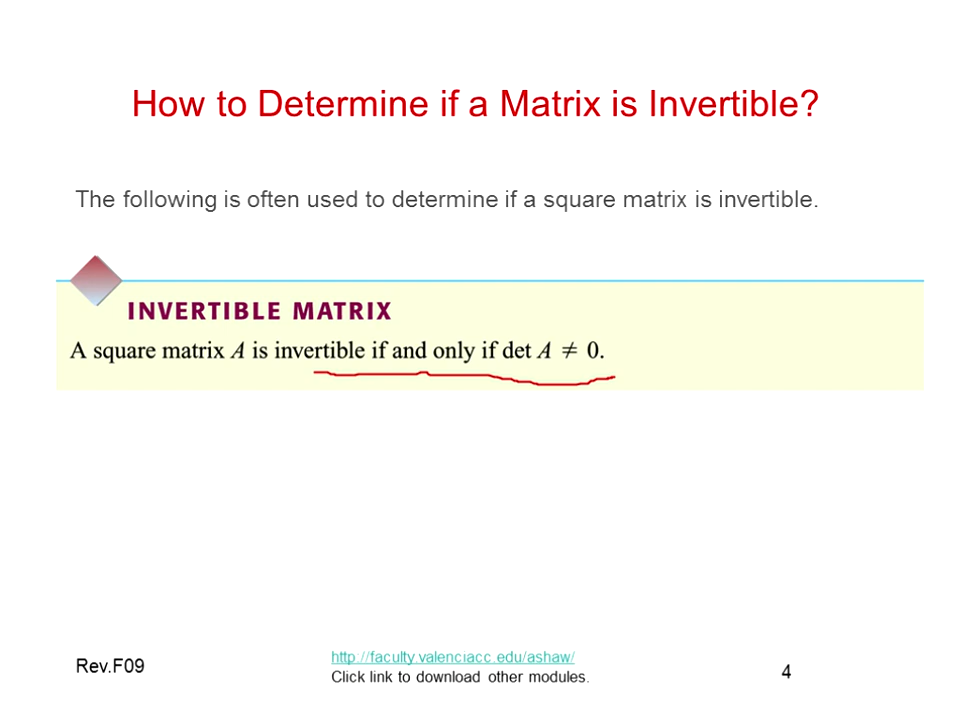 How to Determine if a Matrix is Invertible?
The following is often used to determine if a square matrix is invertible.
INVERTIBLE MATRIX
A square matrix A is invertible if and only if det A ≠ 0.
Rev.F09
http://faculty.valenciacc.edu/ashaw/
Click link to download other modules.
4